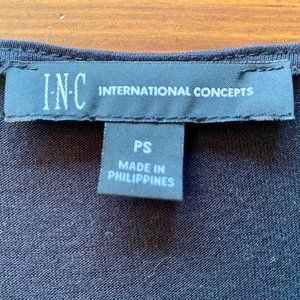 I·N·C INTERNATIONAL CONCEPTS
PS
MADE IN
PHILIPPINES